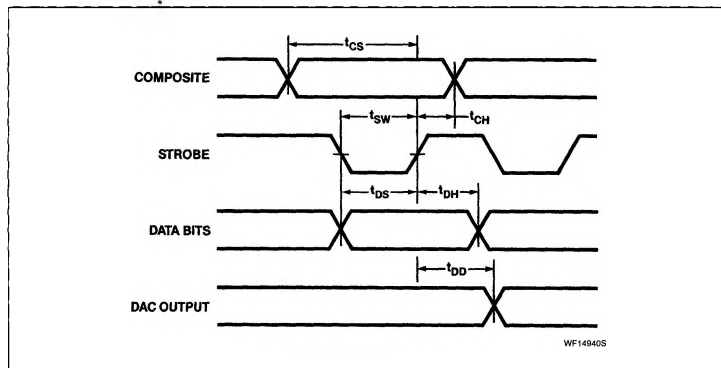 tCS
COMPOSITE
tSW
tCH
STROBE
tDS
tDH
DATA BITS
tDD
DAC OUTPUT
WF14940S